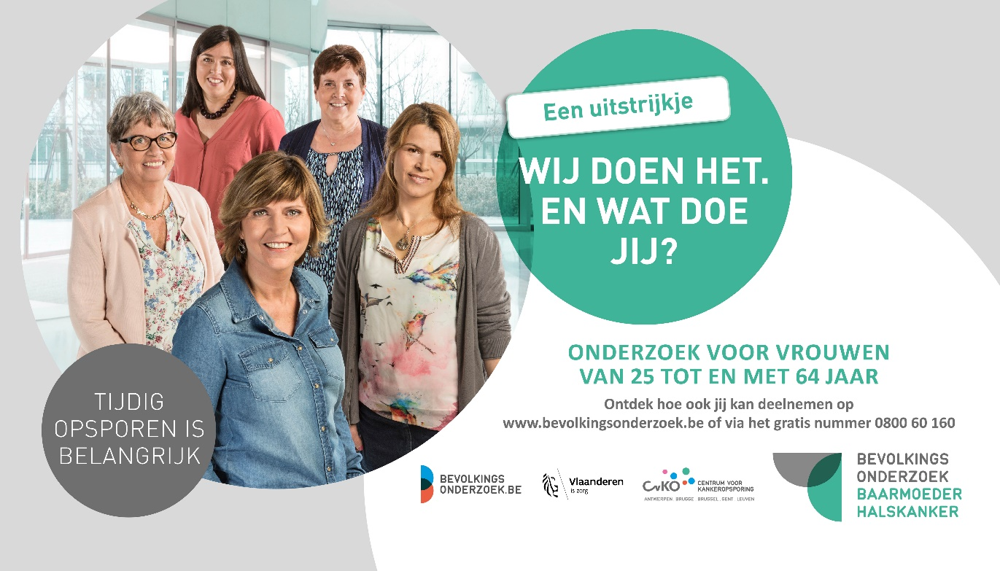 Een uitstrijkje
WIJ DOEN HET.
EN WAT DOE
JIJ?
TIJDIG
OPSPOREN IS
BELANGRIJK
ONDERZOEK VOOR VROUWEN
VAN 25 TOT EN MET 64 JAAR
Ontdek hoe ook jij kan deelnemen op
www.bevolkingsonderzoek.be of via het gratis nummer 0800 60 160
BEVOLKINGS
ONDERZOEK.BE
Vlaanderen
is zorg
CvKO
CENTRUM VOOR
KANKEROPSPORING
ANTWERPEN . BRUGGE . BRUSSEL . GENT . LEUVEN
BEVOLKINGS
ONDERZOEK
BAARMOEDER
HALSKANKER